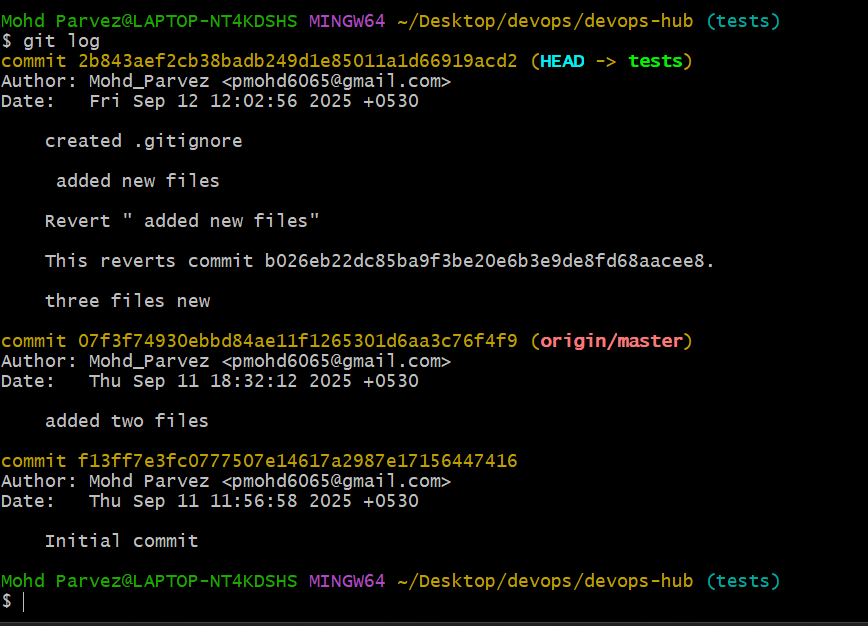 Mohd Parvez@LAPTOP-NT4KDSHS MINGW64 ~/Desktop/devops/devops-hub (tests)
$ git log
commit 2b843aef2cb38badb249d1e85011a1d66919acd2 (HEAD -> tests)
Author: Mohd_Parvez <pmohd6065@gmail.com>
Date:   Fri Sep 12 12:02:56 2025 +0530
    created .gitignore
     added new files
    Revert " added new files"
    This reverts commit b026eb22dc85ba9f3be20e6b3e9de8fd68aacee8.
    three files new
commit 07f3f74930ebbd84ae11f1265301d6aa3c76f4f9 (origin/master)
Author: Mohd_Parvez <pmohd6065@gmail.com>
Date:   Thu Sep 11 18:32:12 2025 +0530
    added two files
commit f13ff7e3fc0777507e14617a2987e17156447416
Author: Mohd Parvez <pmohd6065@gmail.com>
Date:   Thu Sep 11 11:56:58 2025 +0530
    Initial commit
Mohd Parvez@LAPTOP-NT4KDSHS MINGW64 ~/Desktop/devops/devops-hub (tests)
$